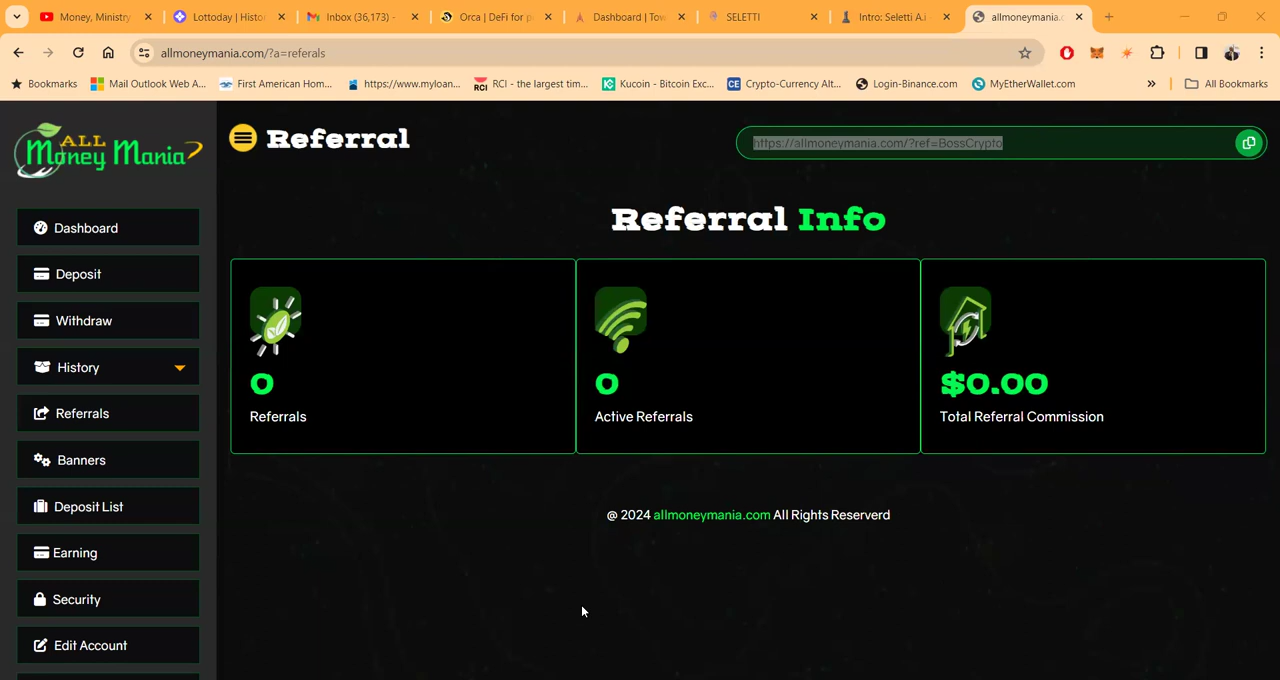 Money, Ministry
Lottoday | Histor
Inbox (36,173) -
Orca | DeFi for p
Dashboard | Tow
SELETTI
Intro: Seletti A.i
allmoneymania.c
allmoneymania.com/?a=referals
Bookmarks
Mail Outlook Web A...
First American Hom...
https://www.myloan...
RCI
RCI - the largest tim...
Kucoin - Bitcoin Exc...
CE
Crypto-Currency Alt...
Login-Binance.com
MyEtherWallet.com
»
All Bookmarks
ALL
Money Mania
Referral
https://allmoneymania.com/?ref=BossCrypto
Dashboard
Deposit
Withdraw
History
Referrals
Banners
Deposit List
Earning
Security
Edit Account
Referral Info
0
Referrals
0
Active Referrals
$0.00
Total Referral Commission
@ 2024 allmoneymania.com All Rights Reserverd